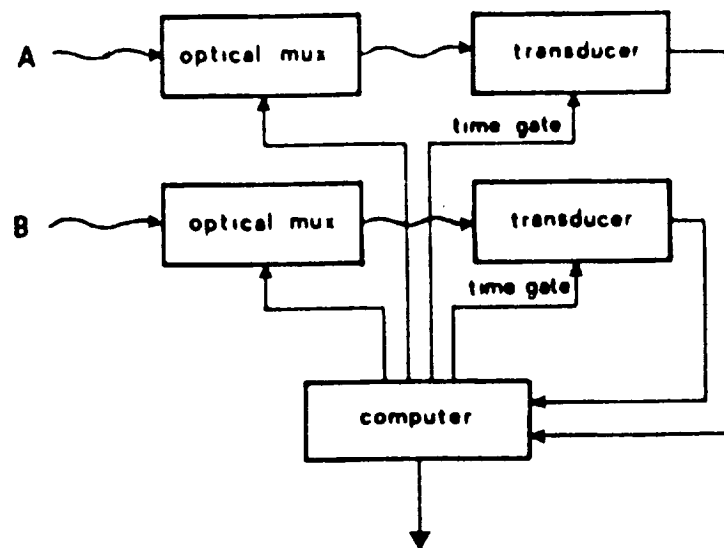 A
optical mux
transducer
time gate
B
optical mux
transducer
time gate
computer